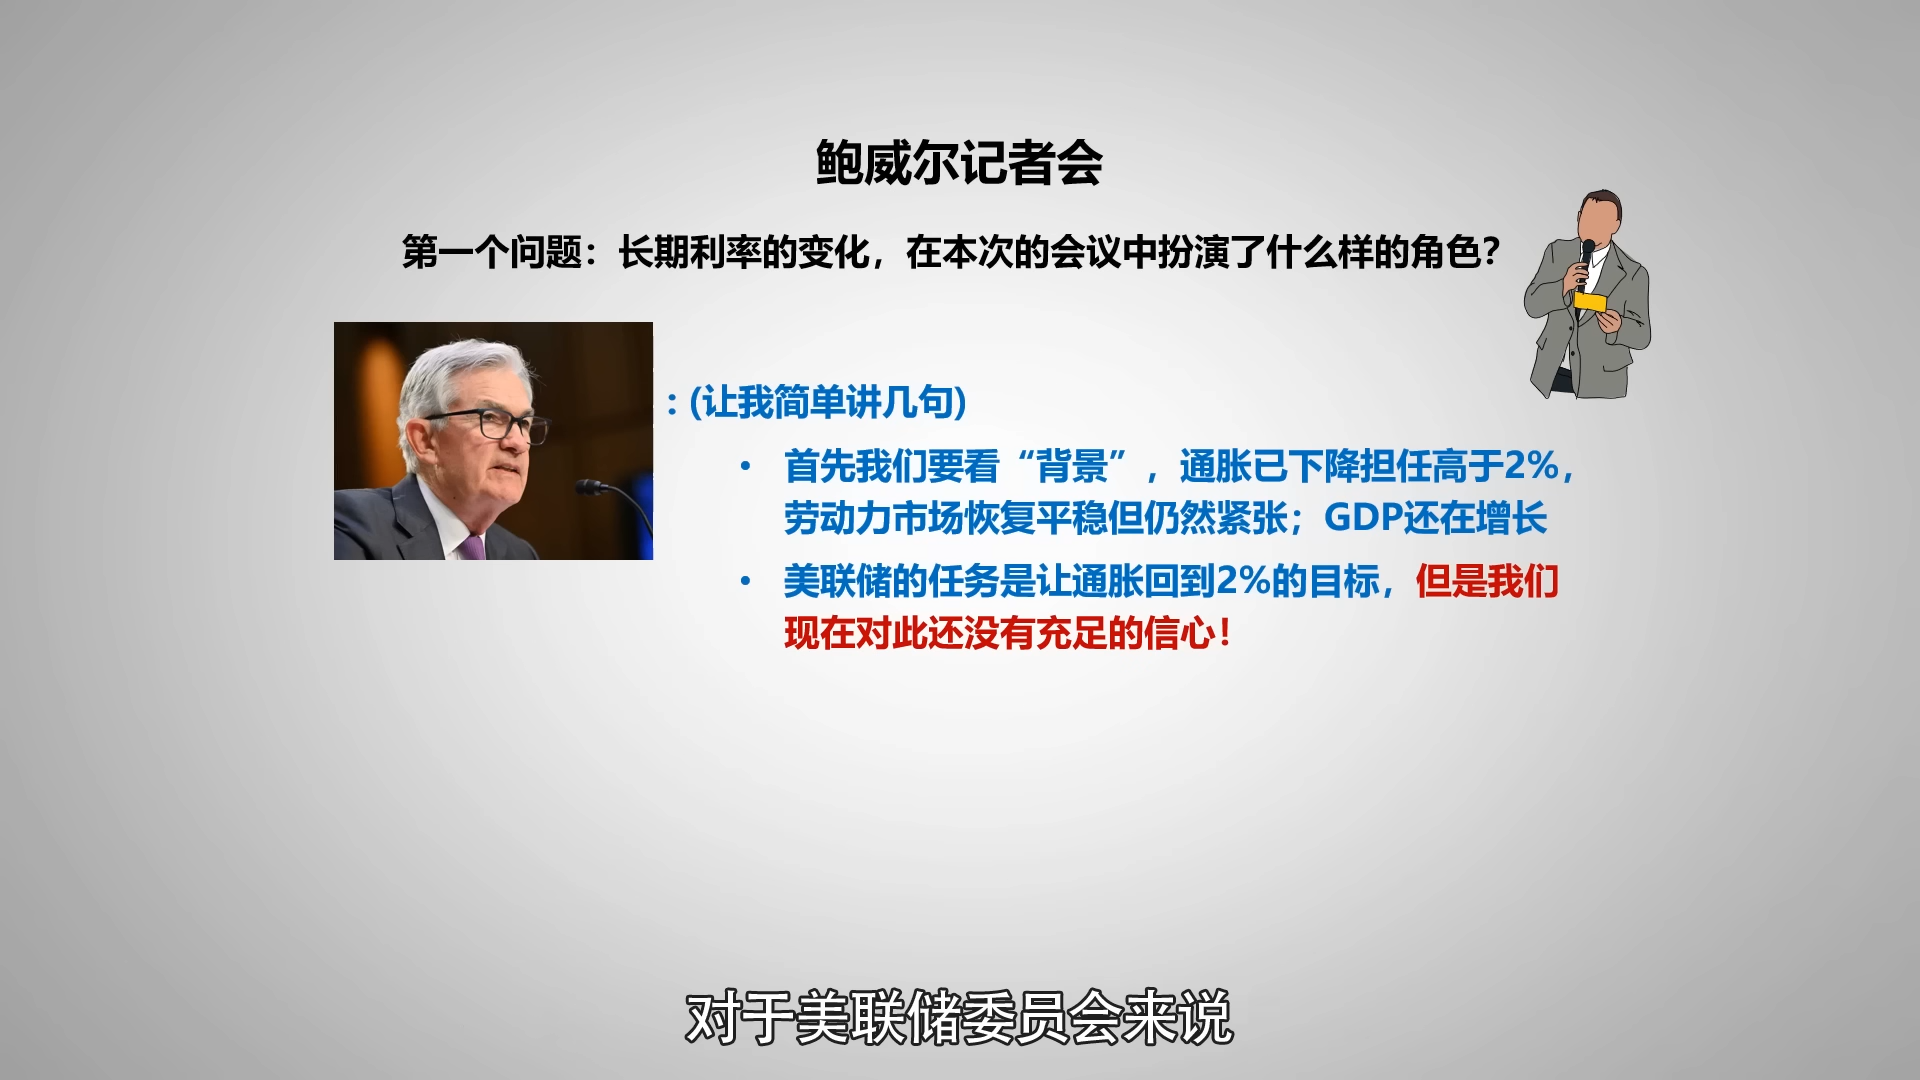 鲍威尔记者会
第一个问题：长期利率的变化，在本次的会议中扮演了什么样的角色？
：(让我简单讲几句)
• 首先我们要看“背景”，通胀已下降担任高于2%，
劳动力市场恢复平稳但仍然紧张；GDP还在增长
• 美联储的任务是让通胀回到2%的目标，但是我们
现在对此还没有充足的信心！
对于美联储委员会来说